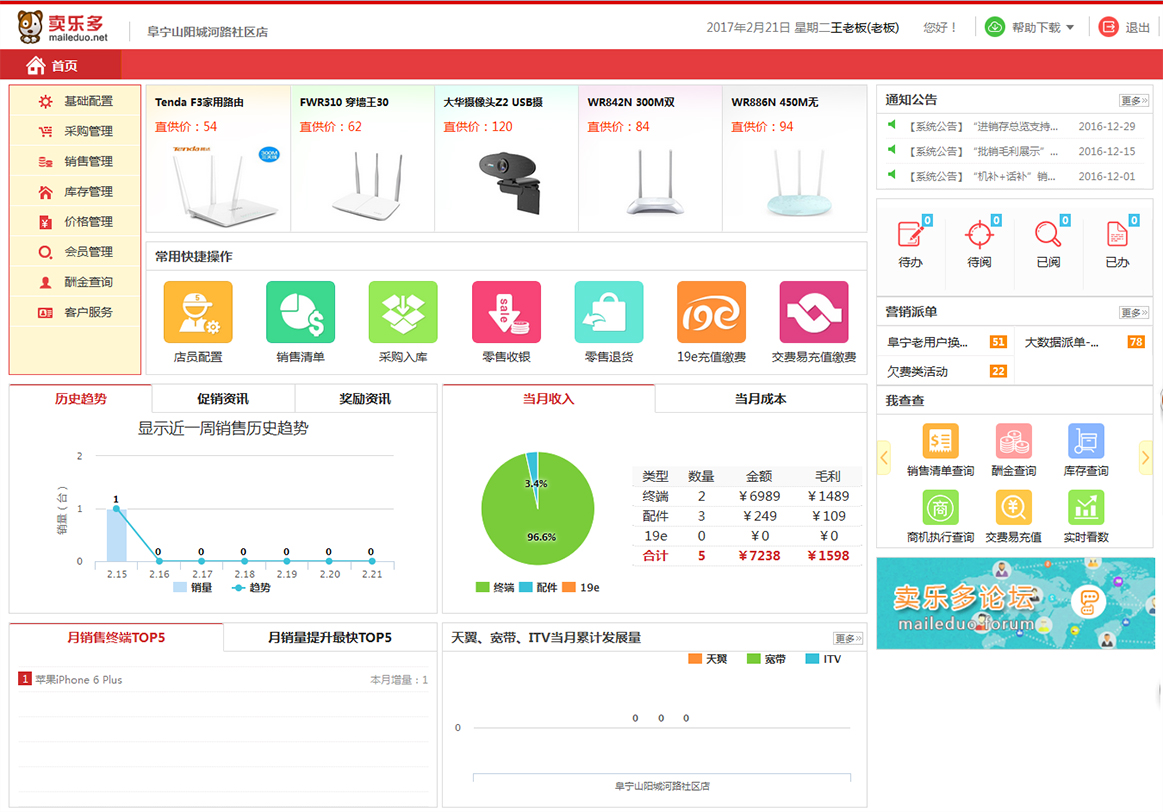 卖乐多
maileduo.net
阜宁山阳城河路社区店
2017年2月21日 星期二王老板(老板) 您好！ 帮助下载 退出
首页
基础配置
采购管理
销售管理
库存管理
价格管理
会员管理
酬金查询
客户服务
Tenda F3家用路由
直供价：54
Tenda
300M
FWR310 穿墙王30
直供价：62
大华摄像头Z2 USB摄
直供价：120
WR842N 300M双
直供价：84
WR886N 450M无
直供价：94
常用快捷操作
店员配置
销售清单
采购入库
sale
零售收银
零售退货
19e充值缴费
交费易充值缴费
通知公告 更多»
【系统公告】 “进销存总览支持... 2016-12-29
【系统公告】 “批销毛利展示” ... 2016-12-15
【系统公告】 “机补+话补” 销... 2016-12-01
0 0 0 0
待办 待阅 已阅 已办
营销派单 更多»
阜宁老用户换... 51 大数据派单-... 78
欠费类活动 22
我查查
销售清单查询 酬金查询 库存查询
商
商机执行查询 交费易充值 实时看数
卖乐多论坛
maileduo forum
历史趋势 促销资讯 奖励资讯
显示近一周销售历史趋势
销量（台）
2
1
0
1 0 0 0 0 0 0
2.15 2.16 2.17 2.18 2.19 2.20 2.21
销量 趋势
当月收入 当月成本
3.4%
96.6%
终端 配件 19e
类型 数量 金额 毛利
终端 2 ￥6989 ￥1489
配件 3 ￥249 ￥109
19e 0 ￥0 ￥0
合计 5 ￥7238 ￥1598
月销售终端TOP5 月销量提升最快TOP5
1 苹果iPhone 6 Plus 本月增量：1
天翼、宽带、ITV当月累计发展量 更多»
天翼 宽带 ITV
0
0 0 0
阜宁山阳城河路社区店